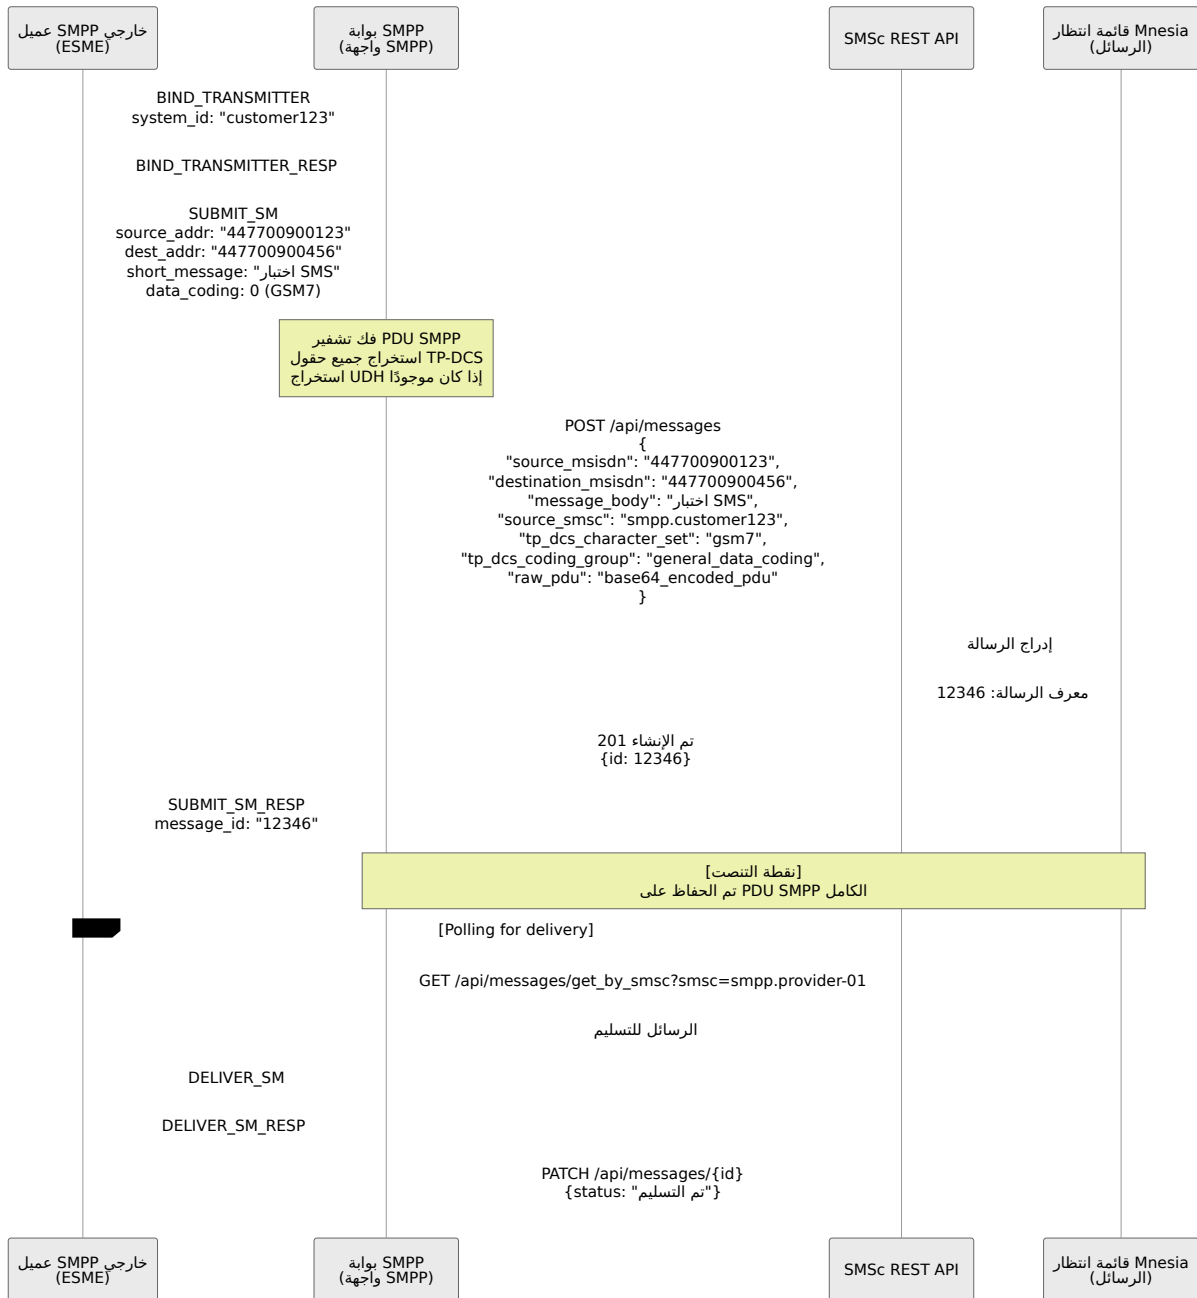 عميل SMPP خارجي
(ESME)
بوابة SMPP
(واجهة SMPP)
SMSc REST API
قائمة انتظار Mnesia
(الرسائل)
BIND_TRANSMITTER
system_id: "customer123"
BIND_TRANSMITTER_RESP
SUBMIT_SM
source_addr: "447700900123"
dest_addr: "447700900456"
short_message: "اختبار SMS"
data_coding: 0 (GSM7)
فك تشفير PDU SMPP
استخراج جميع حقول TP-DCS
استخراج UDH إذا كان موجودًا
POST /api/messages
{
"source_msisdn": "447700900123",
"destination_msisdn": "447700900456",
"message_body": "اختبار SMS",
"source_smsc": "smpp.customer123",
"tp_dcs_character_set": "gsm7",
"tp_dcs_coding_group": "general_data_coding",
"raw_pdu": "base64_encoded_pdu"
}
إدراج الرسالة
معرف الرسالة: 12346
201 تم الإنشاء
{id: 12346}
SUBMIT_SM_RESP
message_id: "12346"
[نقطة التنصت]
تم الحفاظ على PDU SMPP الكامل
[Polling for delivery]
GET /api/messages/get_by_smsc?smsc=smpp.provider-01
الرسائل للتسليم
DELIVER_SM
DELIVER_SM_RESP
PATCH /api/messages/{id}
{status: "تم التسليم"}
عميل SMPP خارجي
(ESME)
بوابة SMPP
(واجهة SMPP)
SMSc REST API
قائمة انتظار Mnesia
(الرسائل)